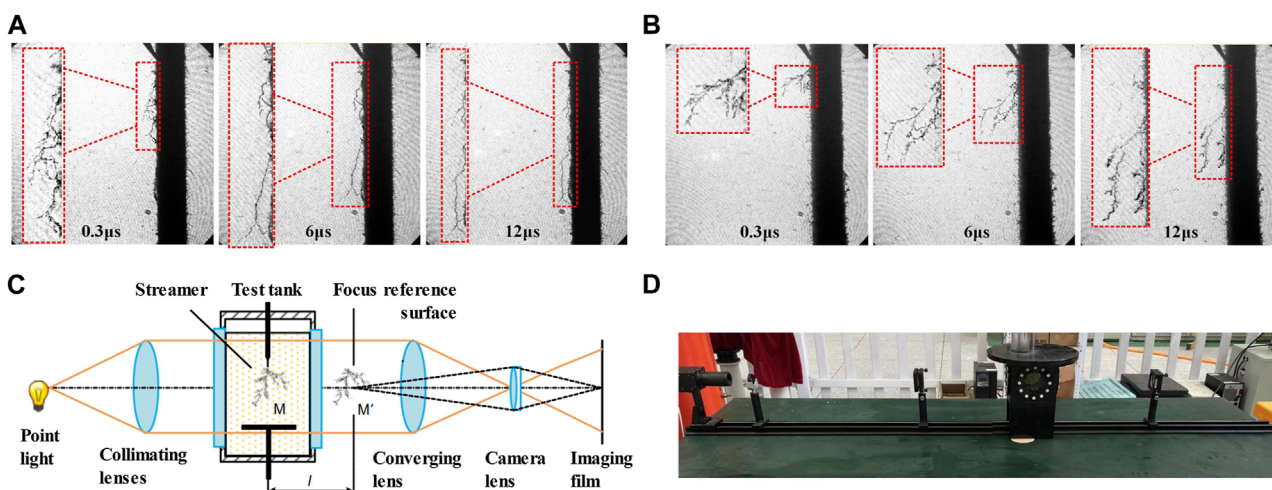 A
B
0.3μs
6μs
12μs
0.3μs
6μs
12μs
C
D
Streamer
Test tank
Focus reference
surface
M
M′
Point
light
Collimating
lenses
l
Converging
lens
Camera
lens
Imaging
film